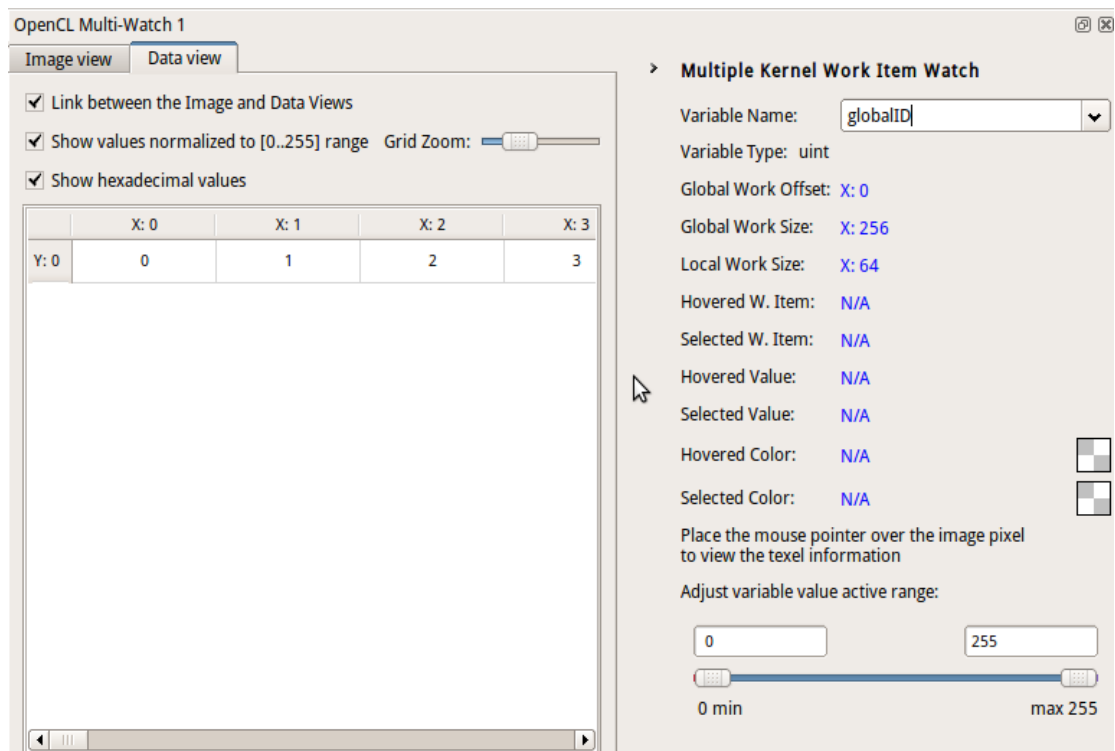 OpenCL Multi-Watch 1
Image view Data view
Link between the Image and Data Views
Show values normalized to [0..255] range Grid Zoom:
Show hexadecimal values
X: 0 X: 1 X: 2 X: 3
Y: 0 0 1 2 3
Multiple Kernel Work Item Watch
Variable Name: globalID
Variable Type: uint
Global Work Offset: X: 0
Global Work Size: X: 256
Local Work Size: X: 64
Hovered W. Item: N/A
Selected W. Item: N/A
Hovered Value: N/A
Selected Value: N/A
Hovered Color: N/A
Selected Color: N/A
Place the mouse pointer over the image pixel
to view the texel information
Adjust variable value active range:
0 255
0 min max 255